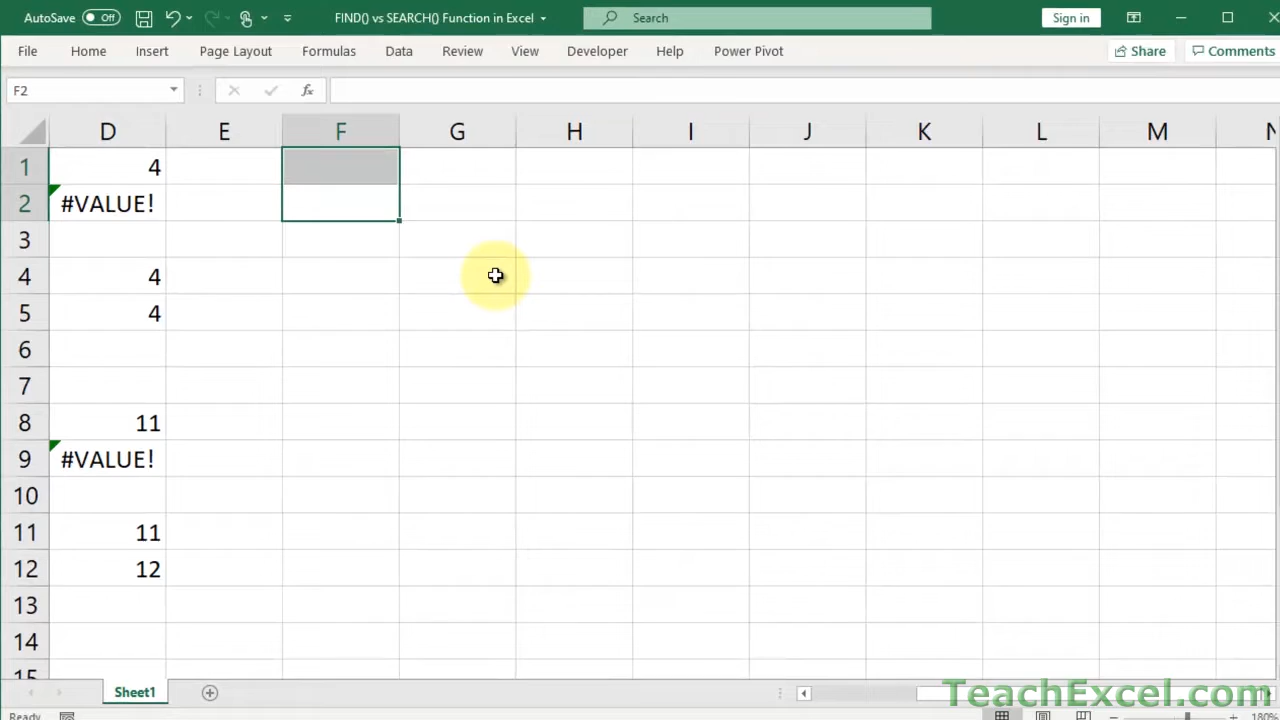 AutoSave Off FIND() vs SEARCH() Function in Excel Search Sign in
File Home Insert Page Layout Formulas Data Review View Developer Help Power Pivot Share Comments
F2 fx
D E F G H I J K L M N
1 4
2 #VALUE!
3
4 4
5 4
6
7
8 11
9 #VALUE!
10
11 11
12 12
13
14
15
Sheet1
TeachExcel.com
Ready 180%